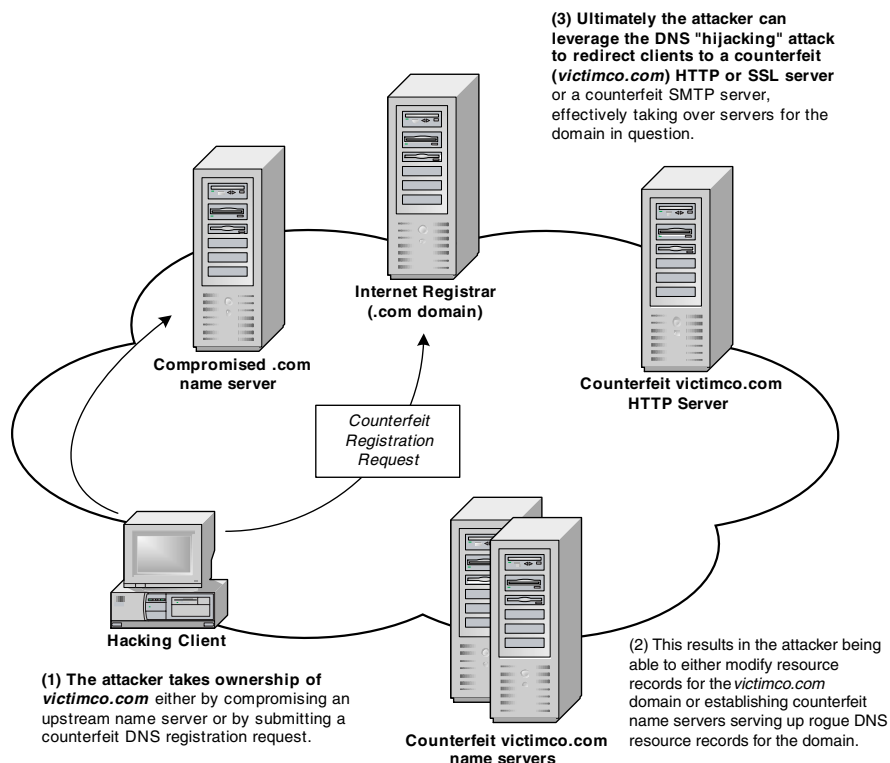 (3) Ultimately the attacker can
leverage the DNS "hijacking" attack
to redirect clients to a counterfeit
(victimco.com) HTTP or SSL server
or a counterfeit SMTP server,
effectively taking over servers for the
domain in question.
Internet Registrar
(.com domain)
Compromised .com
name server
Counterfeit victimco.com
HTTP Server
Counterfeit
Registration
Request
Hacking Client
(1) The attacker takes ownership of
victimco.com either by compromising an
upstream name server or by submitting a
counterfeit DNS registration request.
(2) This results in the attacker being
able to either modify resource
records for the victimco.com
domain or establishing counterfeit
name servers serving up rogue DNS
resource records for the domain.
Counterfeit victimco.com
name servers